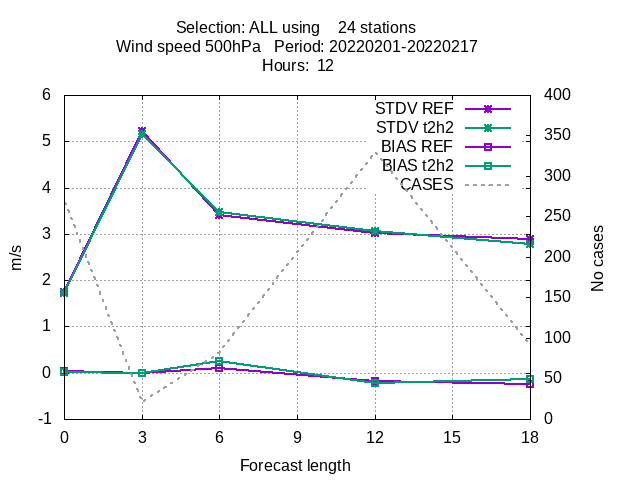 Selection: ALL using    24 stations
Wind speed 500hPa   Period: 20220201-20220217
Hours: 12
STDV REF
STDV t2h2
BIAS REF
BIAS t2h2
CASES
6
5
4
3
2
1
0
-1
400
350
300
250
200
150
100
50
0
m/s
No cases
0 3 6 9 12 15 18
Forecast length